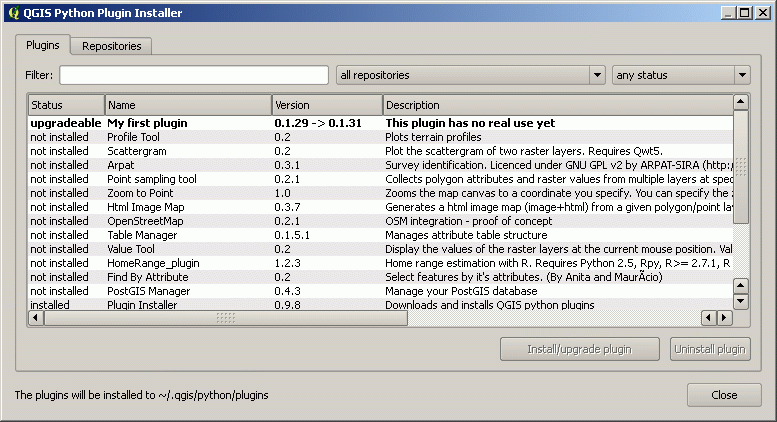 QGIS Python Plugin Installer
Plugins Repositories
Filter: all repositories any status
Status Name Version Description
upgradeable My first plugin 0.1.29 -> 0.1.31 This plugin has no real use yet
not installed Profile Tool 0.2 Plots terrain profiles
not installed Scattergram 0.2 Plot the scattergram of two raster layers. Requires Qwt5.
not installed Arpat 0.3.1 Survey identification. Licenced under GNU GPL v2 by ARPAT-SIRA (http:/
not installed Point sampling tool 0.2.1 Collects polygon attributes and raster values from multiple layers at spec
not installed Zoom to Point 1.0 Zooms the map canvas to a coordinate you specify. You can specify the z
not installed Html Image Map 0.3.7 Generates a html image map (image+html) from a given polygon/point lay
not installed OpenStreetMap 0.2.1 OSM integration - proof of concept
not installed Table Manager 0.1.5.1 Manages attribute table structure
not installed Value Tool 0.2 Display the values of the raster layers at the current mouse position. Val
not installed HomeRange_plugin 1.2.3 Home range estimation with R. Requires Python 2.5, Rpy, R>= 2.7.1, R
not installed Find By Attribute 0.2 Select features by it's attributes. (By Anita and MaurÃcio)
not installed PostGIS Manager 0.4.3 Manage your PostGIS database
installed Plugin Installer 0.9.8 Downloads and installs QGIS python plugins
Install/upgrade plugin Uninstall plugin
The plugins will be installed to ~/.qgis/python/plugins Close